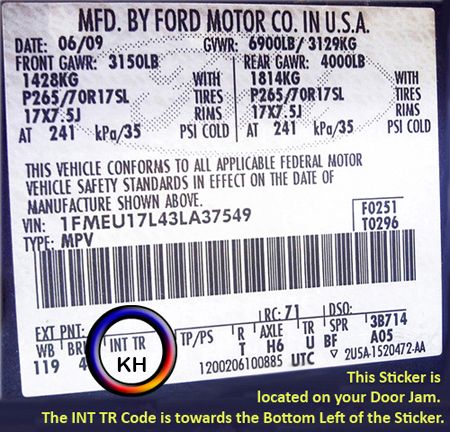 MFD. BY FORD MOTOR CO. IN U.S.A.
DATE: 06/09 GVWR: 6900LB/ 3129KG
FRONT GAWR: 3150LB REAR GAWR: 4000LB
1428KG WITH 1814KG WITH
P265/70R17SL TIRES P265/70R17SL TIRES
17X7.5J RIMS 17X7.5J RIMS
AT 241 kPa/35 PSI COLD AT 241 kPa/35 PSI COLD
THIS VEHICLE CONFORMS TO ALL APPLICABLE FEDERAL MOTOR
VEHICLE SAFETY STANDARDS IN EFFECT ON THE DATE OF
MANUFACTURE SHOWN ABOVE.
VIN: 1FMEU17L43LA37549 F0251
TYPE: MPV T0296
EXT PNT: RC: 71 DSO:
WB INT TR TP/PS R AXLE TR SPR 3B714
119 4 KH T H6 U BF A05
1200206100885 UTC ▽ 2U5A-1520472-AA
This Sticker is
located on your Door Jam.
The INT TR Code is towards the Bottom Left of the Sticker.